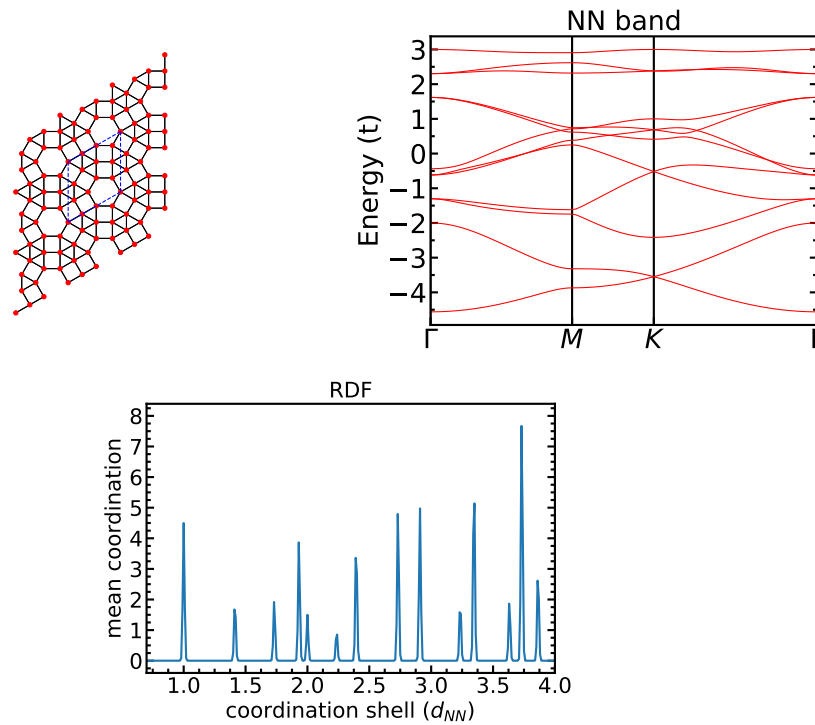 NN band
3
2
1
0
−1
−2
−3
−4
Energy (t)
Γ
M
K
RDF
8
7
6
5
4
3
2
1
0
mean coordination
1.0 1.5 2.0 2.5 3.0 3.5 4.0
coordination shell (d_NN)